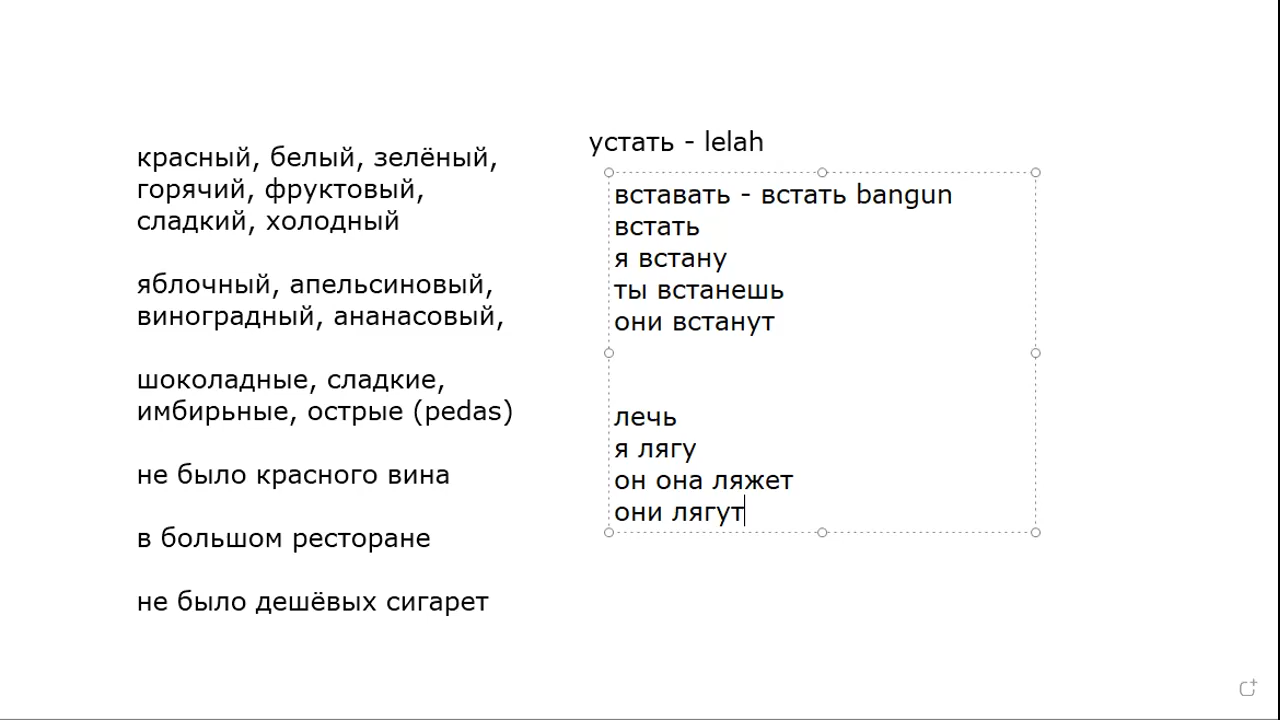 красный, белый, зелёный,
горячий, фруктовый,
сладкий, холодный
яблочный, апельсиновый,
виноградный, ананасовый,
шоколадные, сладкие,
имбирьные, острые (pedas)
не было красного вина
в большом ресторане
не было дешёвых сигарет
устать - lelah
вставать - встать bangun
встать
я встану
ты встанешь
они встанут
лечь
я лягу
он она ляжет
они лягут